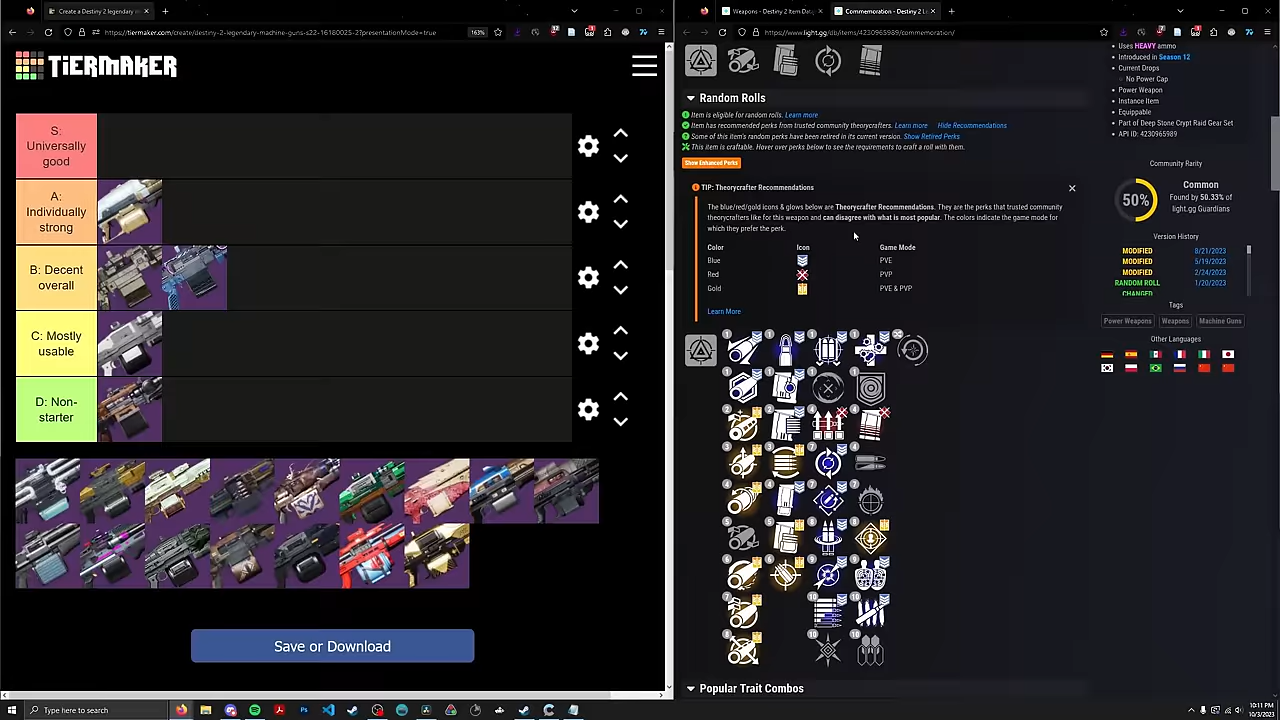 Create a Destiny 2 legendary m
https://tiermaker.com/create/destiny-2-legendary-machine-guns-s22-16180025-2?presentationMode=true
163%
TiERMAKER
S: Universally good
A: Individually strong
B: Decent overall
C: Mostly usable
D: Non-starter
Save or Download
Weapons - Destiny 2 Item Da
Commemoration - Destiny 2 L
https://www.light.gg/db/items/4230965989/commemoration/
Random Rolls
Item is eligible for random rolls. Learn more
Item has recommended perks from trusted community theorycrafters. Learn more Hide Recommendations
Some of this item's random perks have been retired in its current version. Show Retired Perks
This item is craftable. Hover over perks below to see the requirements to craft a roll with them.
Show Enhanced Perks
TIP: Theorycrafter Recommendations
The blue/red/gold icons & glows below are Theorycrafter Recommendations. They are the perks that trusted community
theorycrafters like for this weapon and can disagree with what is most popular. The colors indicate the game mode for
which they prefer the perk.
Color Icon Game Mode
Blue PVE
Red PVP
Gold PVE & PVP
Learn More
Popular Trait Combos
Uses HEAVY ammo
Introduced in Season 12
Current Drops
No Power Cap
Power Weapon
Instance Item
Equippable
Part of Deep Stone Crypt Raid Gear Set
API ID: 4230965989
Community Rarity
50%
Common
Found by 50.33% of
light.gg Guardians
Version History
MODIFIED 8/21/2023
MODIFIED 5/19/2023
MODIFIED 2/24/2023
RANDOM ROLL CHANGED 1/20/2023
Tags
Power Weapons Weapons Machine Guns
Other Languages
Type here to search
10:11 PM
10/3/2023